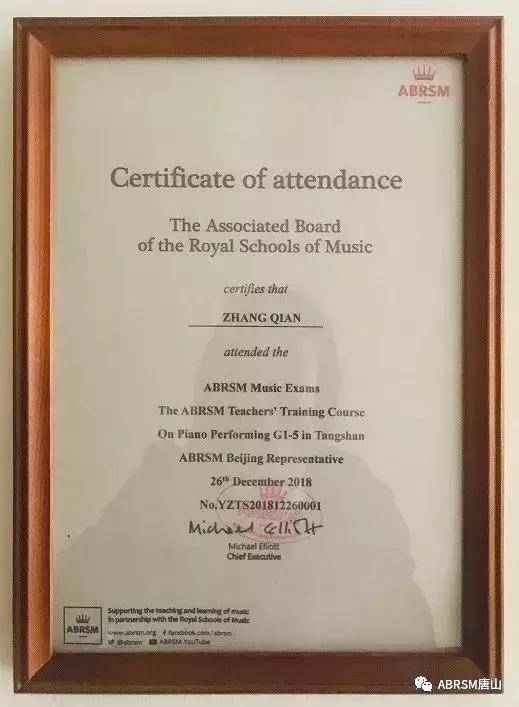 ABRSM
Certificate of attendance
The Associated Board
of the Royal Schools of Music
certifies that
ZHANG QIAN
attended the
ABRSM Music Exams
The ABRSM Teachers' Training Course
On Piano Performing G1-5 in Tangshan
ABRSM Beijing Representative
26th December 2018
No.YZTS201812260001
Michael Elliott
Michael Elliott
Chief Executive
ABRSM
Supporting the teaching and learning of music
in partnership with the Royal Schools of Music
www.abrsm.org facebook.com/abrsm
@abrsm ABRSM YouTube
ABRSM唐山